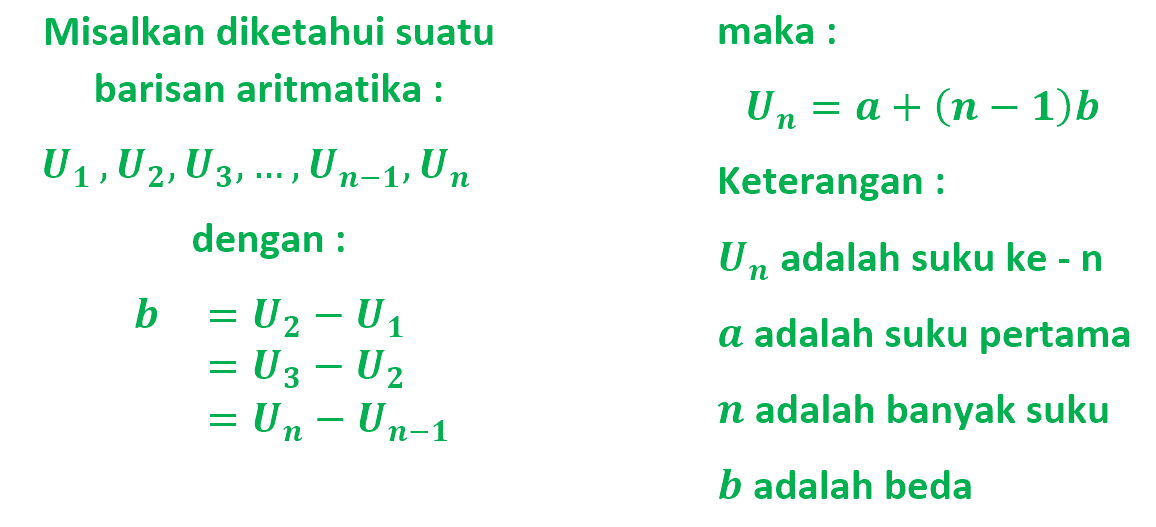 Misalkan diketahui suatu
barisan aritmatika :
U₁ , U₂, U₃, … , Uₙ₋₁, Uₙ
dengan :
b = U₂ − U₁
= U₃ − U₂
= Uₙ − Uₙ₋₁
maka :
Uₙ = a + (n − 1)b
Keterangan :
Uₙ adalah suku ke - n
a adalah suku pertama
n adalah banyak suku
b adalah beda